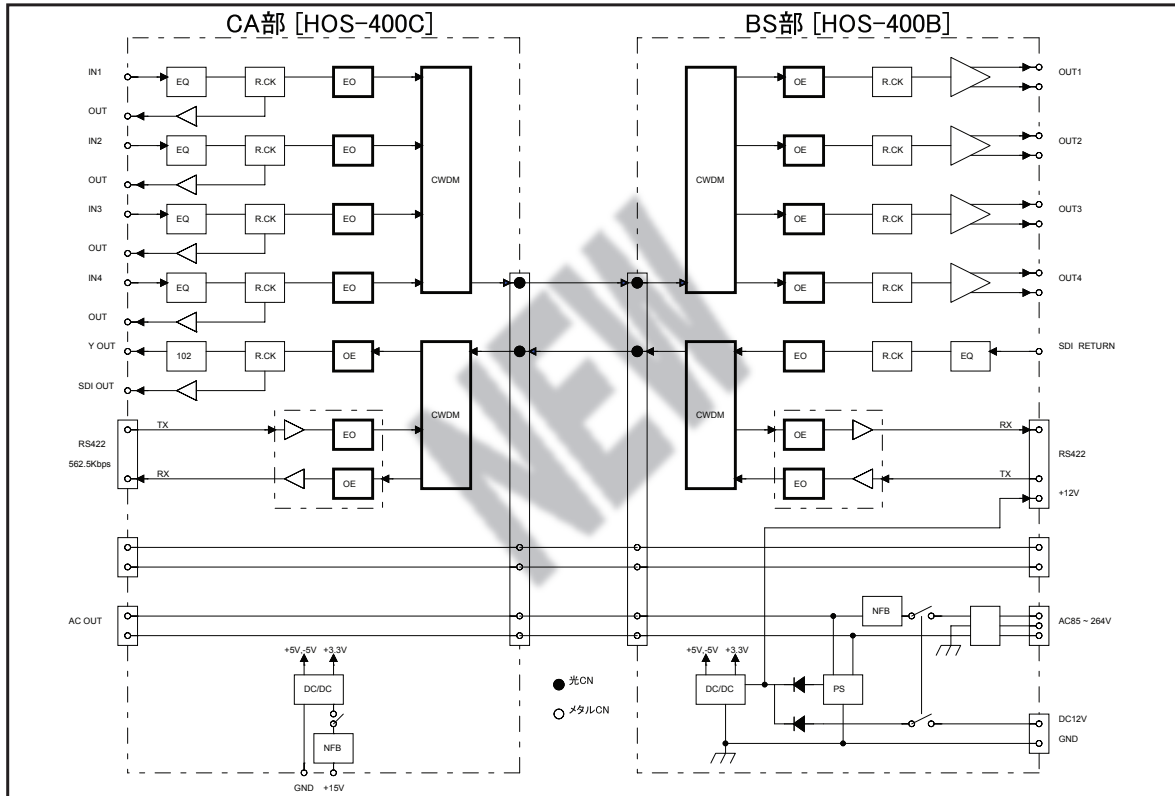 CA部 [HOS-400C]
BS部 [HOS-400B]
IN1
EQ
R.CK
EO
OUT
IN2
EQ
R.CK
EO
OUT
IN3
EQ
R.CK
EO
OUT
IN4
EQ
R.CK
EO
OUT
CWDM
Y OUT
102
R.CK
OE
SDI OUT
CWDM
RS422
562.5Kbps
TX
RX
EO
OE
AC OUT
+5V,-5V
+3.3V
DC/DC
NFB
GND
+15V
光CN
メタルCN
NEW
CWDM
OE
R.CK
OUT1
OE
R.CK
OUT2
OE
R.CK
OUT3
OE
R.CK
OUT4
CWDM
EO
R.CK
EQ
SDI RETURN
OE
EO
RX
TX
RS422
+12V
NFB
AC85 ~ 264V
+5V,-5V
+3.3V
DC/DC
PS
DC12V
GND